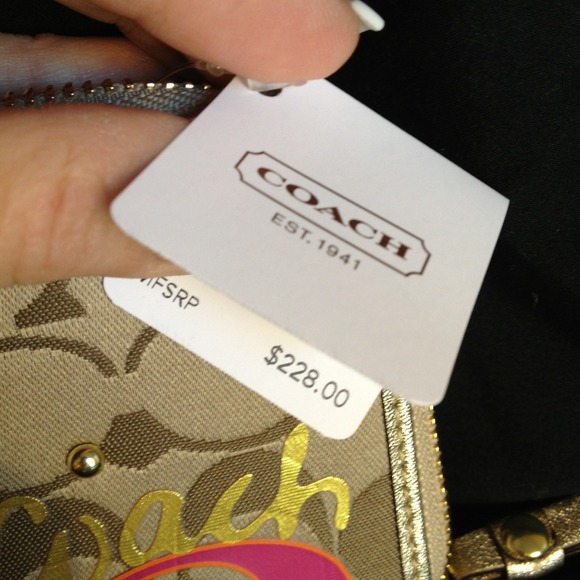 COACH
EST. 1941
MFSRP
$228.00
Coach